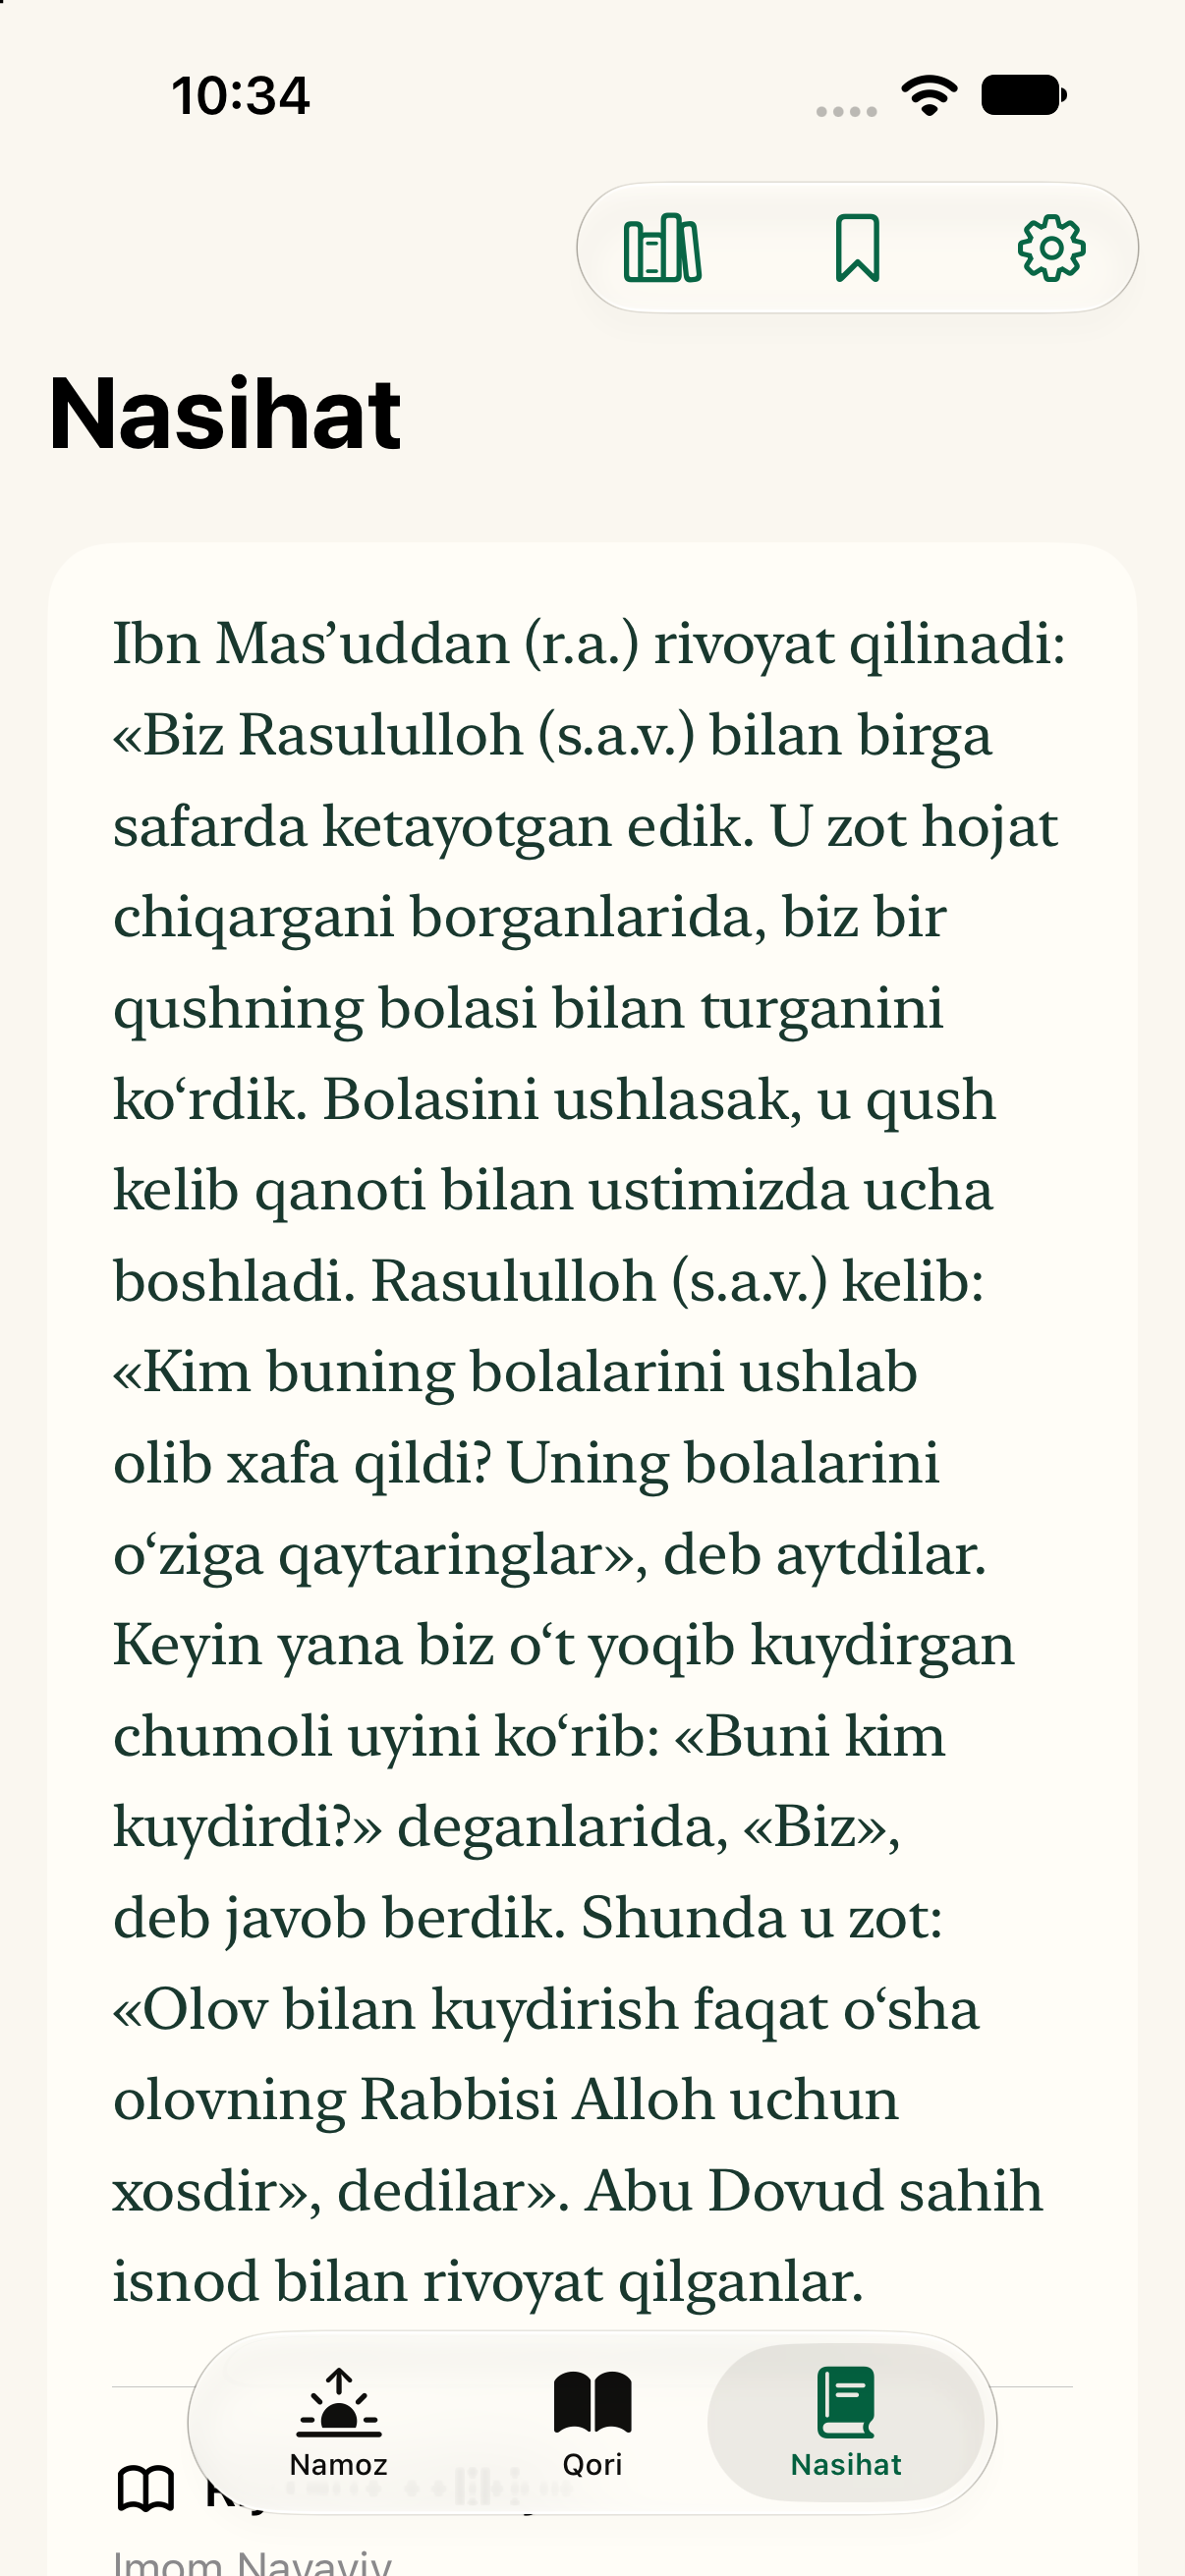 10:34
Nasihat
Ibn Mas’uddan (r.a.) rivoyat qilinadi:
«Biz Rasululloh (s.a.v.) bilan birga
safarda ketayotgan edik. U zot hojat
chiqargani borganlarida, biz bir
qushning bolasi bilan turganini
ko‘rdik. Bolasini ushlasak, u qush
kelib qanoti bilan ustimizda ucha
boshladi. Rasululloh (s.a.v.) kelib:
«Kim buning bolalarini ushlab
olib xafa qildi? Uning bolalarini
o‘ziga qaytaringlar», deb aytdilar.
Keyin yana biz o‘t yoqib kuydirgan
chumoli uyini ko‘rib: «Buni kim
kuydirdi?» deganlarida, «Biz»,
deb javob berdik. Shunda u zot:
«Olov bilan kuydirish faqat o‘sha
olovning Rabbisi Alloh uchun
xosdir», dedilar». Abu Dovud sahih
isnod bilan rivoyat qilganlar.
Namoz
Qori
Nasihat
Imom Navaviy